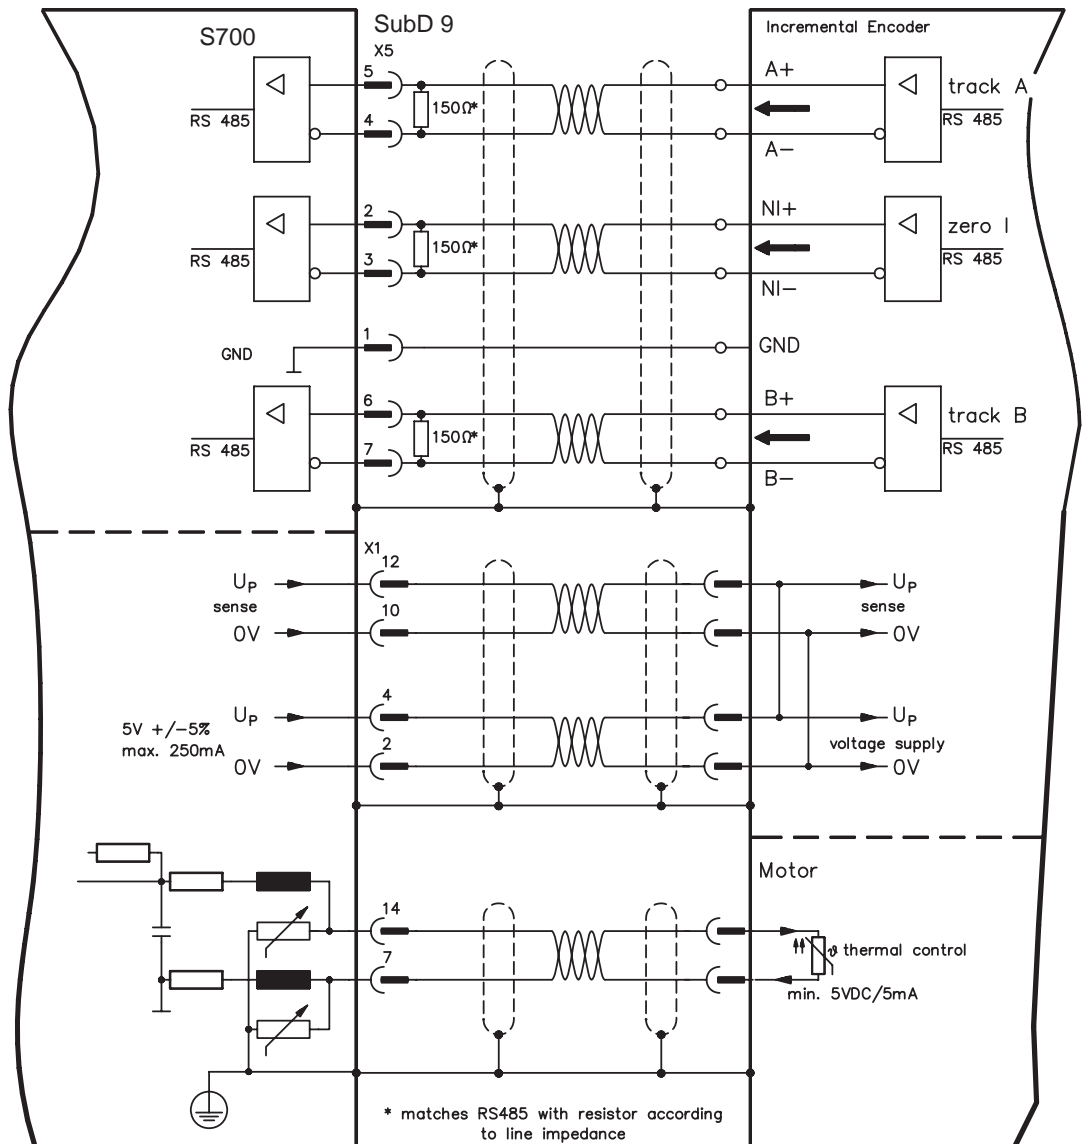 S700
SubD 9
Incremental Encoder
X5
5
A+
track A
150Ω*
RS 485
RS 485
4
A−
2
NI+
zero I
150Ω*
RS 485
RS 485
3
NI−
1
GND
GND
6
B+
track B
150Ω*
RS 485
RS 485
7
B−
X1
12
UP
UP
sense
sense
10
0V
0V
4
UP
UP
5V +/−5%
max. 250mA
voltage supply
2
0V
0V
Motor
14
ϑ thermal control
7
min. 5VDC/5mA
* matches RS485 with resistor according
to line impedance